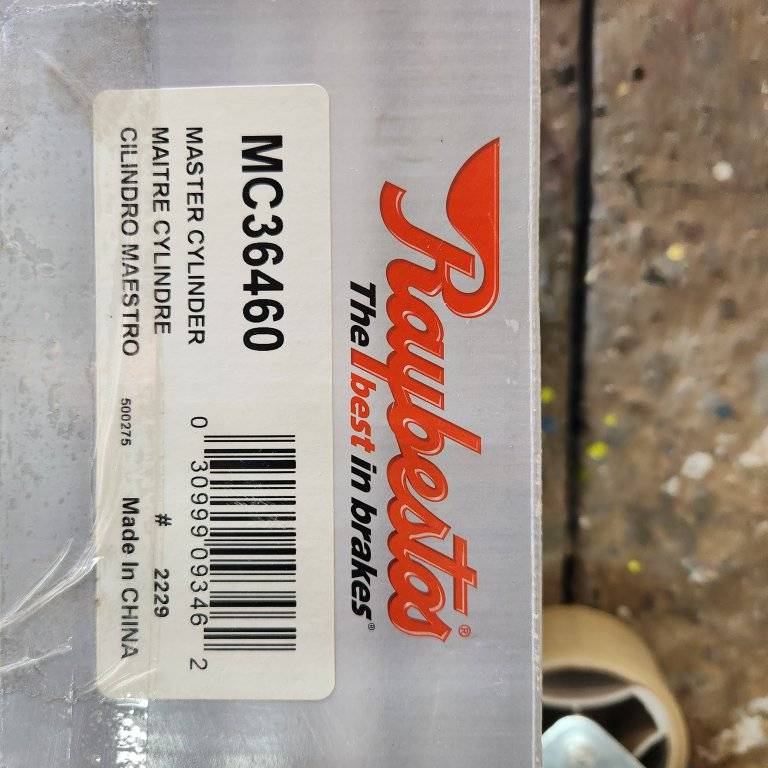 Raybestos®
The best in brakes®
MC36460
MASTER CYLINDER
MAITRE CYLINDRE
CILINDRO MAESTRO
0 30999 09346 2
# 2229
500275 Made In CHINA